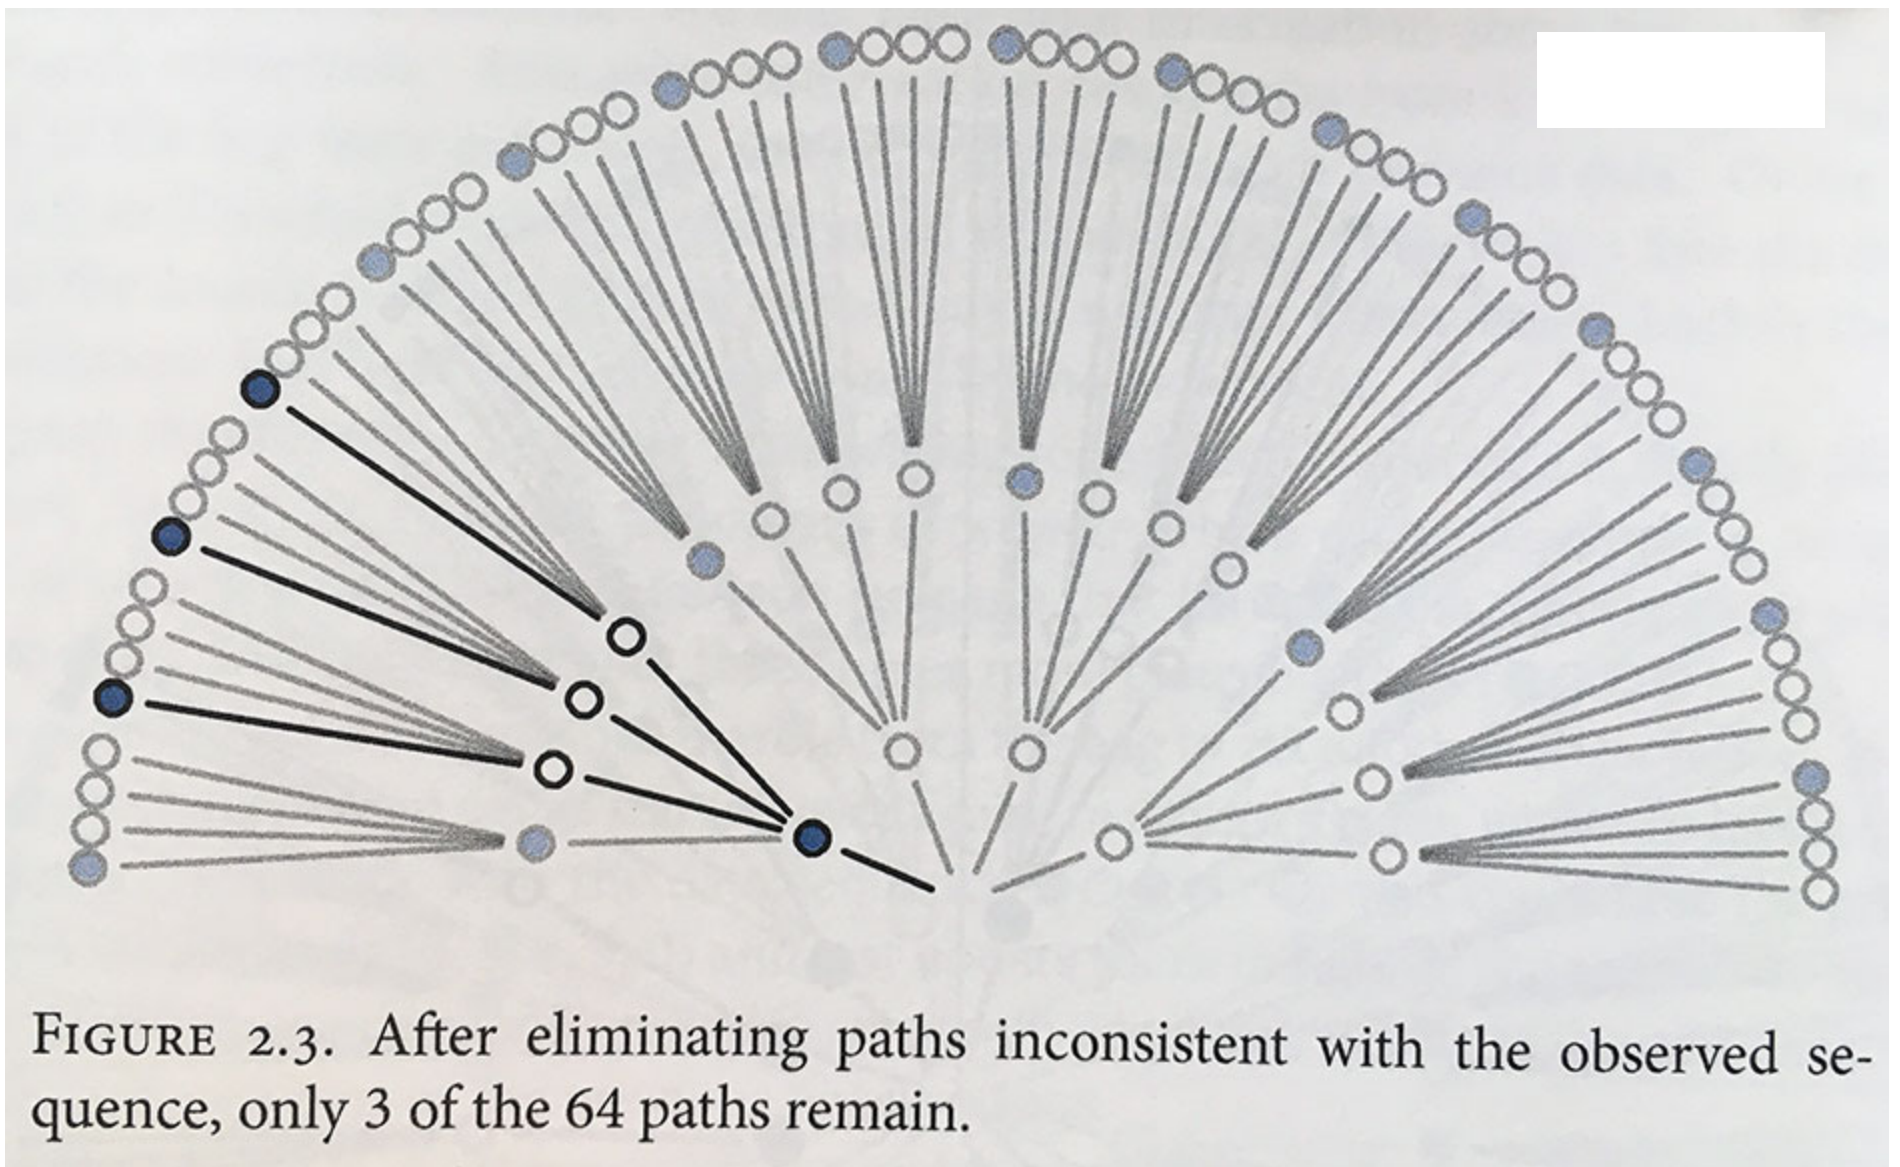 FIGURE 2.3. After eliminating paths inconsistent with the observed se-
quence, only 3 of the 64 paths remain.